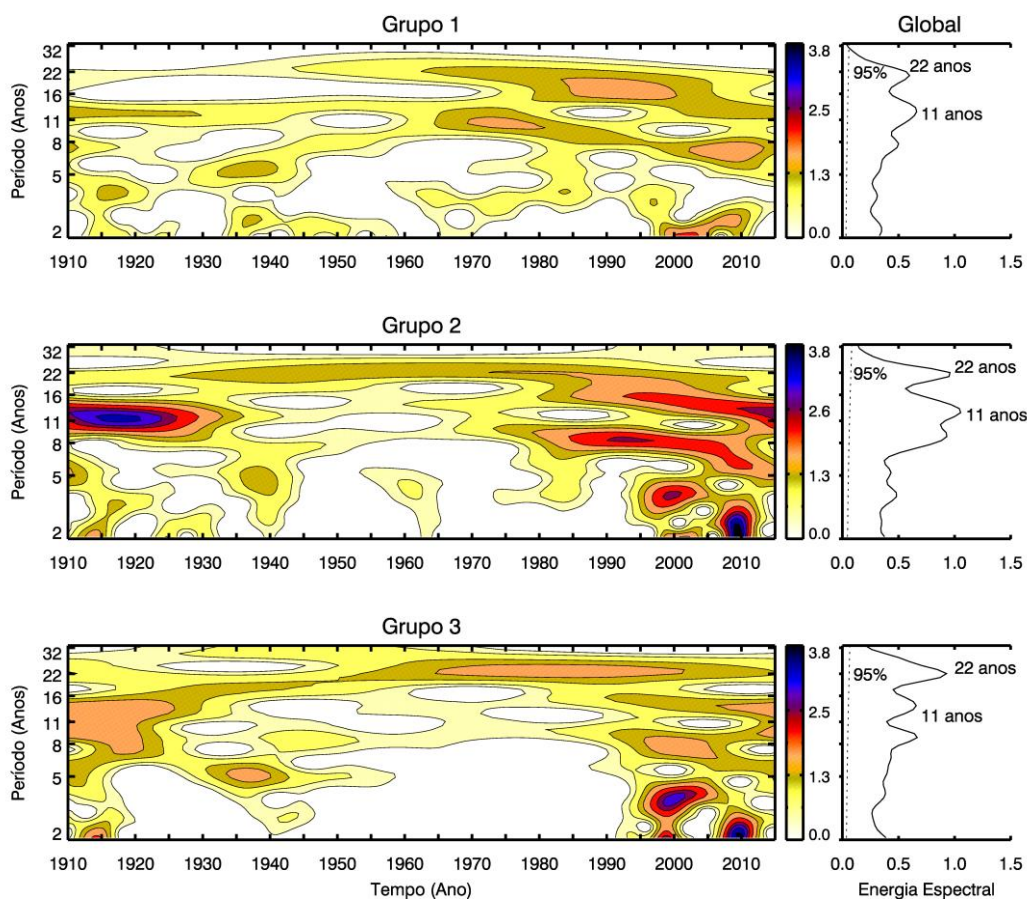 Grupo 1
Global
Período (Anos)
32
22
16
11
8
5
2
1910 1920 1930 1940 1950 1960 1970 1980 1990 2000 2010
3.8
2.5
1.3
0.0
95%
22 anos
11 anos
0.0 0.5 1.0 1.5
Grupo 2
Período (Anos)
32
22
16
11
8
5
2
1910 1920 1930 1940 1950 1960 1970 1980 1990 2000 2010
3.8
2.6
1.3
0.0
95%
22 anos
11 anos
0.0 0.5 1.0 1.5
Grupo 3
Período (Anos)
32
22
16
11
8
5
2
1910 1920 1930 1940 1950 1960 1970 1980 1990 2000 2010
Tempo (Ano)
3.8
2.5
1.3
0.0
95%
22 anos
11 anos
0.0 0.5 1.0 1.5
Energia Espectral